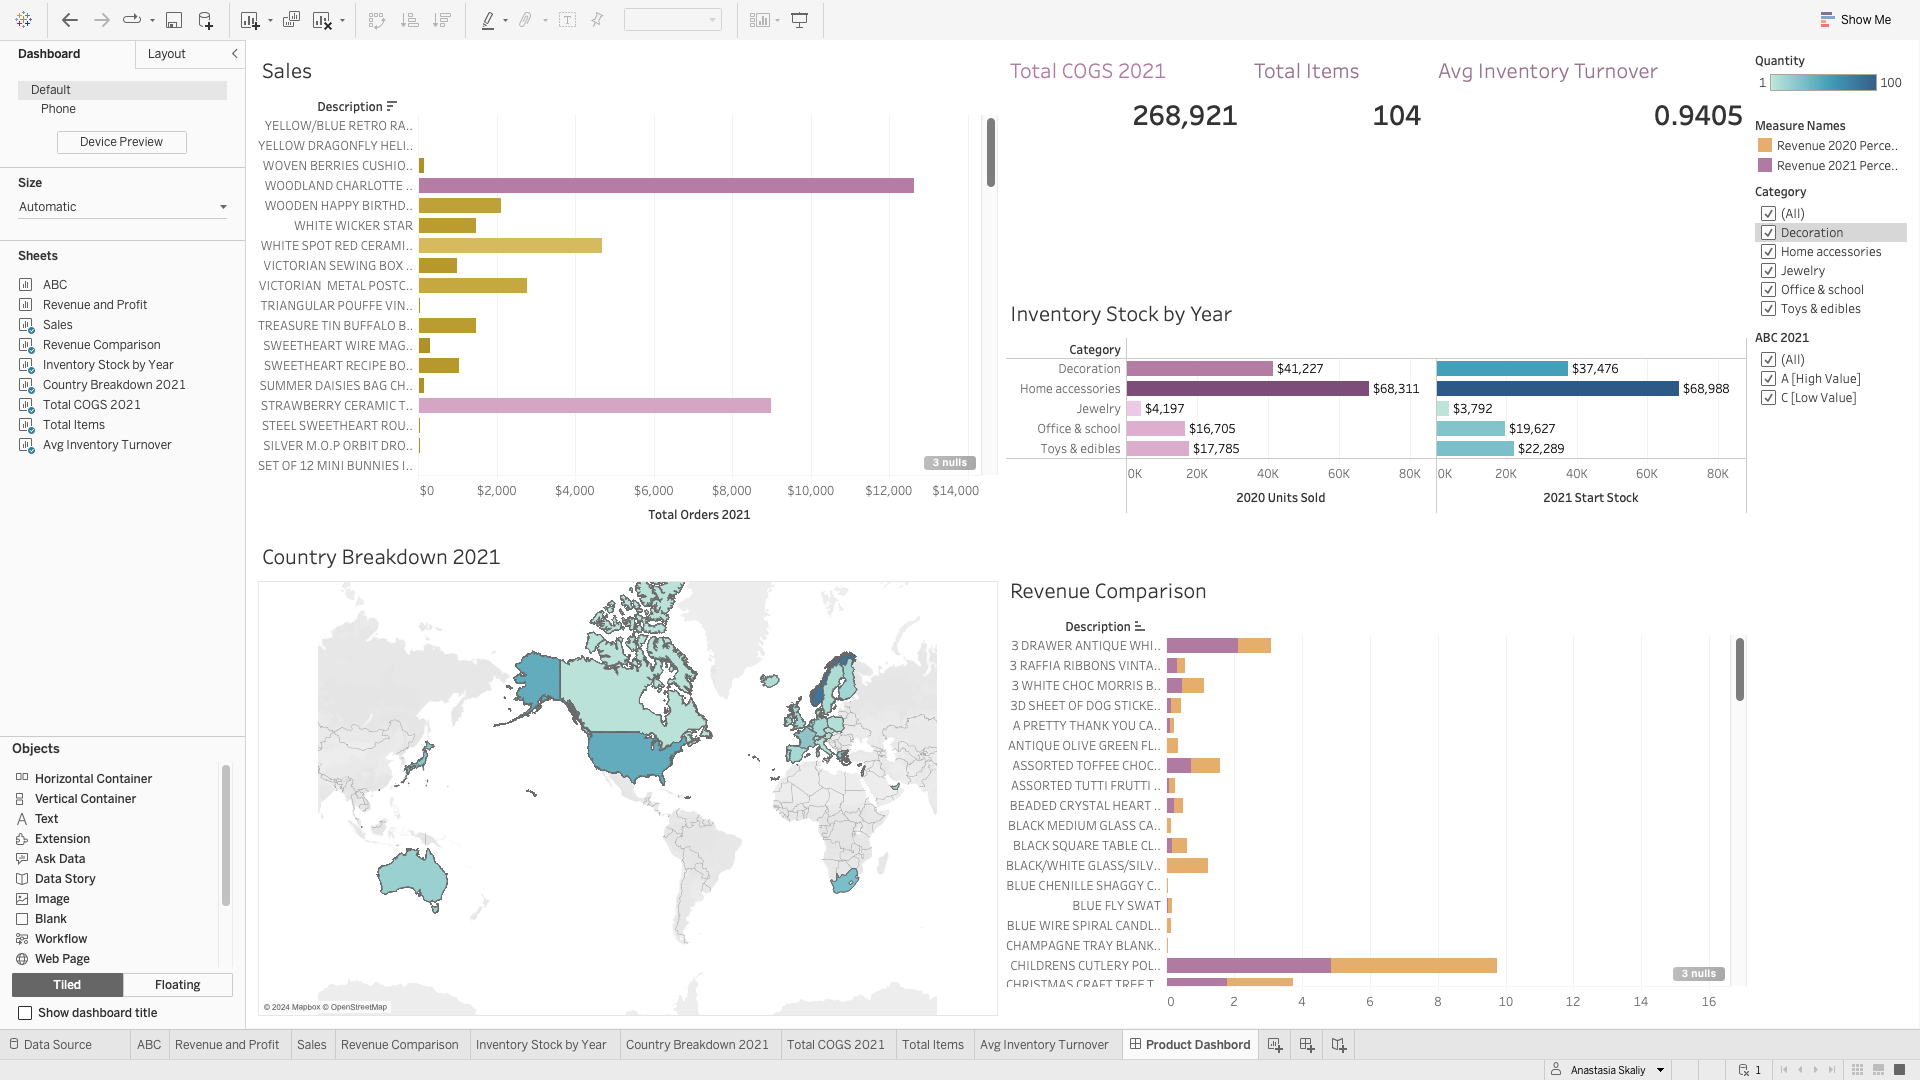 Show Me
Dashboard
Layout
Default
Phone
Device Preview
Size
Automatic
Sheets
ABC
Revenue and Profit
Sales
Revenue Comparison
Inventory Stock by Year
Country Breakdown 2021
Total COGS 2021
Total Items
Avg Inventory Turnover
Objects
Horizontal Container
Vertical Container
Text
Extension
Ask Data
Data Story
Image
Blank
Workflow
Web Page
Tiled
Floating
Show dashboard title
Sales
Description
YELLOW/BLUE RETRO RA..
YELLOW DRAGONFLY HELI..
WOVEN BERRIES CUSHIO..
WOODLAND CHARLOTTE ..
WOODEN HAPPY BIRTHD..
WHITE WICKER STAR
WHITE SPOT RED CERAMI..
VICTORIAN SEWING BOX ..
VICTORIAN  METAL POSTC..
TRIANGULAR POUFFE VIN..
TREASURE TIN BUFFALO B..
SWEETHEART WIRE MAG..
SWEETHEART RECIPE BO..
SUMMER DAISIES BAG CH..
STRAWBERRY CERAMIC T..
STEEL SWEETHEART ROU..
SILVER M.O.P ORBIT DRO..
SET OF 12 MINI BUNNIES I..
3 nulls
$0 $2,000 $4,000 $6,000 $8,000 $10,000 $12,000 $14,000
Total Orders 2021
Total COGS 2021
268,921
Total Items
104
Avg Inventory Turnover
0.9405
Inventory Stock by Year
Category
Decoration $41,227 $37,476
Home accessories $68,311 $68,988
Jewelry $4,197 $3,792
Office & school $16,705 $19,627
Toys & edibles $17,785 $22,289
0K 20K 40K 60K 80K 0K 20K 40K 60K 80K
2020 Units Sold 2021 Start Stock
Quantity
1 100
Measure Names
Revenue 2020 Perce..
Revenue 2021 Perce..
Category
(All)
Decoration
Home accessories
Jewelry
Office & school
Toys & edibles
ABC 2021
(All)
A [High Value]
C [Low Value]
Country Breakdown 2021
© 2024 Mapbox © OpenStreetMap
Revenue Comparison
Description
3 DRAWER ANTIQUE WHI..
3 RAFFIA RIBBONS VINTA..
3 WHITE CHOC MORRIS B..
3D SHEET OF DOG STICKE..
A PRETTY THANK YOU CA..
ANTIQUE OLIVE GREEN FL..
ASSORTED TOFFEE CHOC..
ASSORTED TUTTI FRUTTI ..
BEADED CRYSTAL HEART ..
BLACK MEDIUM GLASS CA..
BLACK SQUARE TABLE CL..
BLACK/WHITE GLASS/SILV..
BLUE CHENILLE SHAGGY C..
BLUE FLY SWAT
BLUE WIRE SPIRAL CANDL..
CHAMPAGNE TRAY BLANK..
CHILDRENS CUTLERY POL..
CHRISTMAS CRAFT TREE T..
3 nulls
0 2 4 6 8 10 12 14 16
Data Source
ABC
Revenue and Profit
Sales
Revenue Comparison
Inventory Stock by Year
Country Breakdown 2021
Total COGS 2021
Total Items
Avg Inventory Turnover
Product Dashbord
Anastasia Skaliy
1